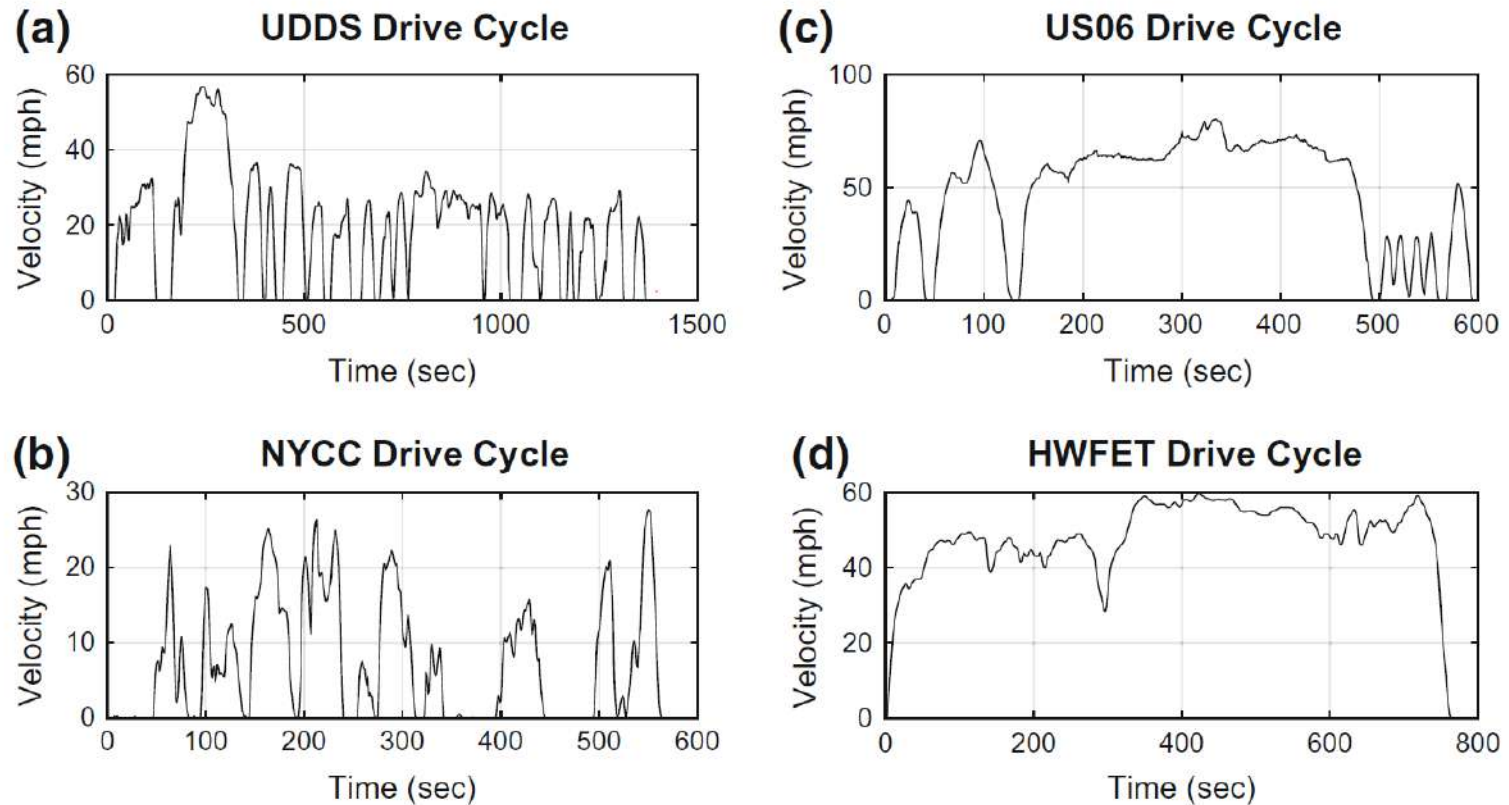 (a)
UDDS Drive Cycle
60
40
20
0
Velocity (mph)
0 500 1000 1500
Time (sec)
(c)
US06 Drive Cycle
100
50
0
Velocity (mph)
0 100 200 300 400 500 600
Time (sec)
(b)
NYCC Drive Cycle
30
20
10
0
Velocity (mph)
0 100 200 300 400 500 600
Time (sec)
(d)
HWFET Drive Cycle
60
40
20
0
Velocity (mph)
0 200 400 600 800
Time (sec)